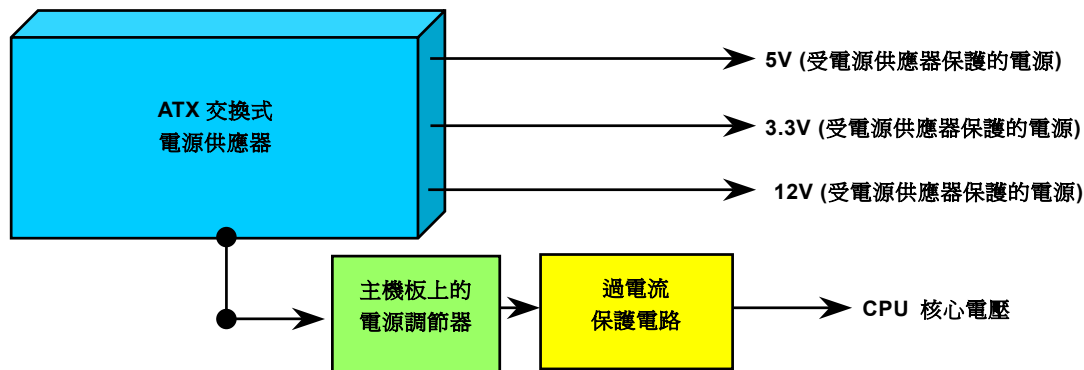 ATX 交換式
電源供應器
5V (受電源供應器保護的電源)
3.3V (受電源供應器保護的電源)
12V (受電源供應器保護的電源)
主機板上的
電源調節器
過電流
保護電路
CPU 核心電壓